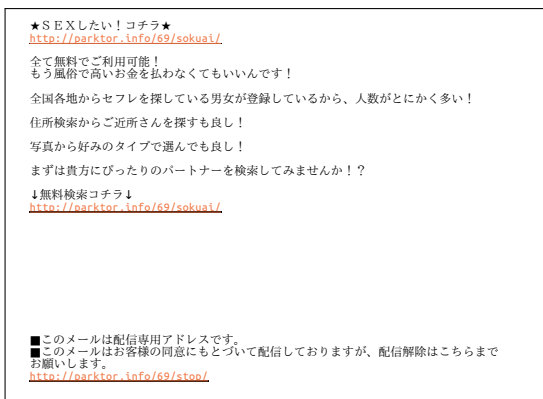 ★ＳＥＸしたい！コチラ★
http://parktor.info/69/sokuai/
全て無料でご利用可能！
もう風俗で高いお金を払わなくてもいいんです！
全国各地からセフレを探している男女が登録しているから、人数がとにかく多い！
住所検索からご近所さんを探すも良し！
写真から好みのタイプで選んでも良し！
まずは貴方にぴったりのパートナーを検索してみませんか！？
↓無料検索コチラ↓
http://parktor.info/69/sokuai/
■このメールは配信専用アドレスです。
■このメールはお客様の同意にもとづいて配信しておりますが、配信解除はこちらまで
お願いします。
http://parktor.info/69/stop/